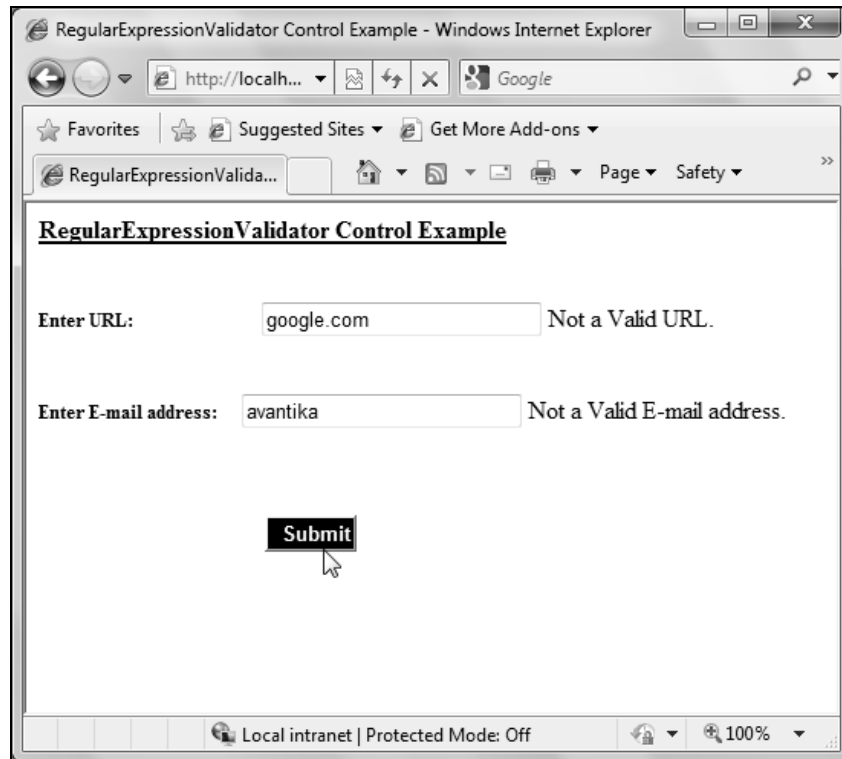 RegularExpressionValidator Control Example - Windows Internet Explorer
http://localh...
Google
Favorites Suggested Sites Get More Add-ons
RegularExpressionValida... Page Safety »
RegularExpressionValidator Control Example
Enter URL: google.com Not a Valid URL.
Enter E-mail address: avantika Not a Valid E-mail address.
Submit
Local intranet | Protected Mode: Off 100%